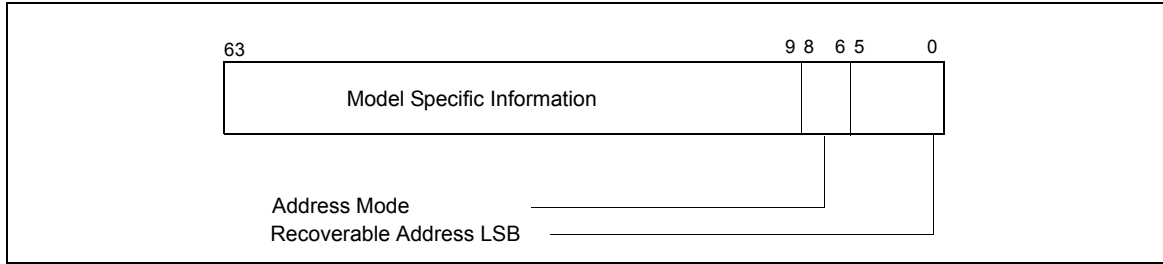 63 9 8 6 5 0
Model Specific Information
Address Mode
Recoverable Address LSB